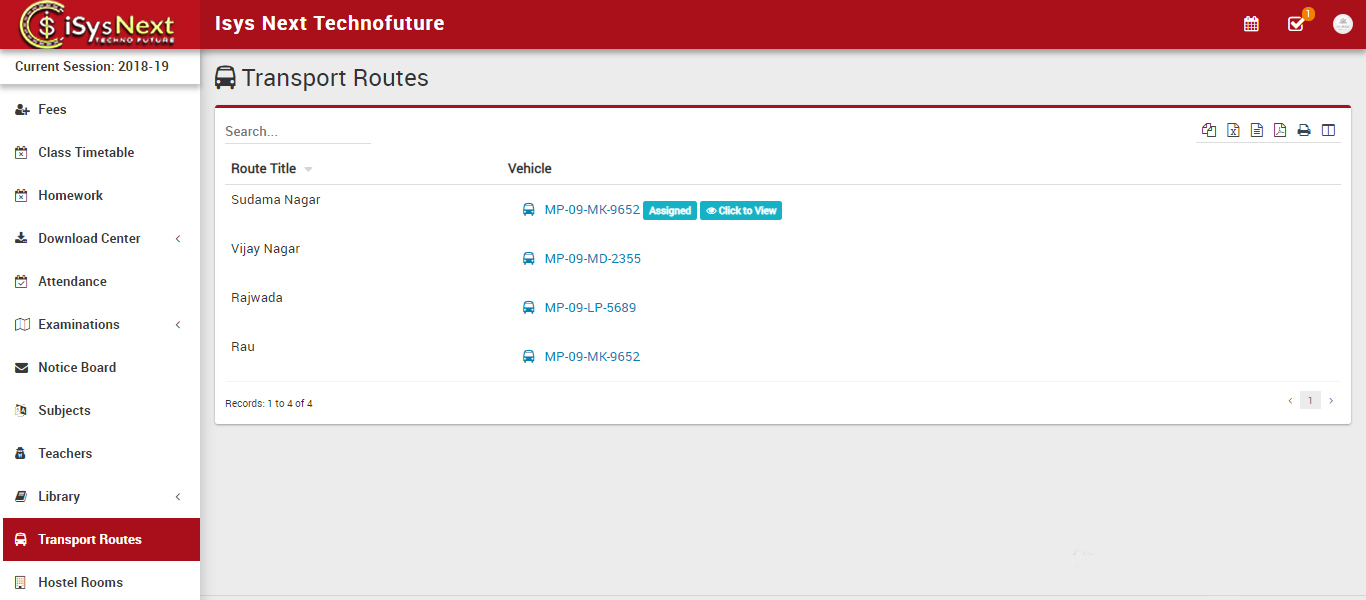 iSysNext
TECHNO FUTURE
Isys Next Technofuture
1
Current Session: 2018-19
Fees
Class Timetable
Homework
Download Center
Attendance
Examinations
Notice Board
Subjects
Teachers
Library
Transport Routes
Hostel Rooms
Transport Routes
Search...
Route Title Vehicle
Sudama Nagar
MP-09-MK-9652 Assigned Click to View
Vijay Nagar
MP-09-MD-2355
Rajwada
MP-09-LP-5689
Rau
MP-09-MK-9652
Records: 1 to 4 of 4
1